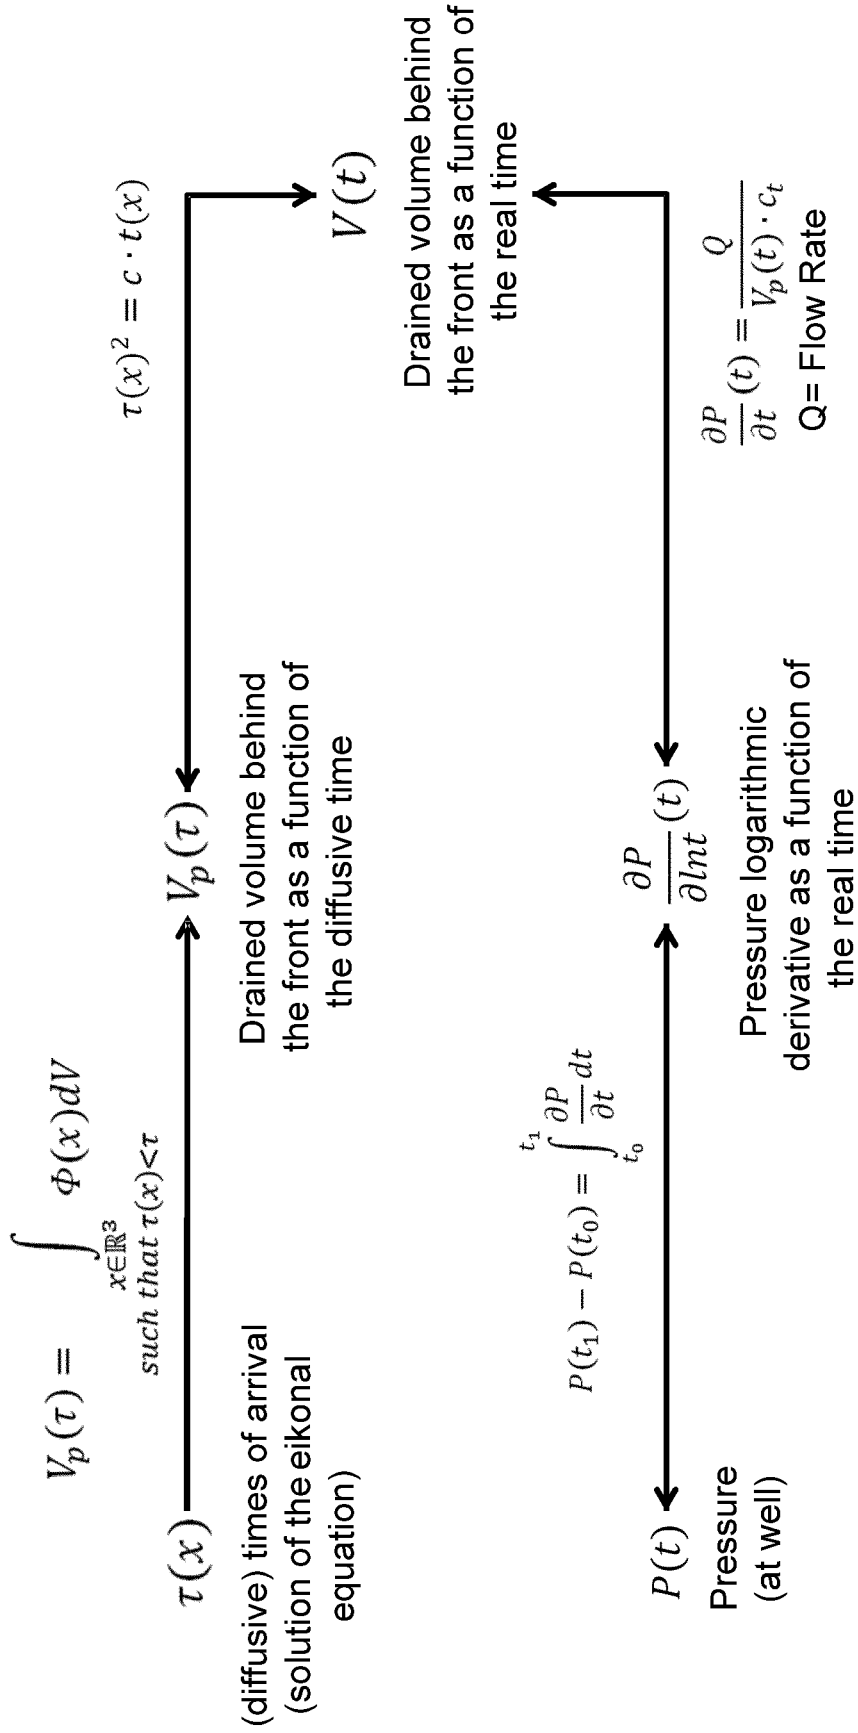 V_p(τ) = ∫ Φ(x)dV
x∈ℝ³
such that τ(x)<τ
τ(x)² = c · t(x)
τ(x)
V_p(τ)
V(t)
(diffusive) times of arrival
(solution of the eikonal
equation)
Drained volume behind
the front as a function of
the diffusive time
Drained volume behind
the front as a function of
the real time
P(t₁) − P(t₀) = ∫_{t₀}^{t₁} ∂P/∂t dt
∂P/∂t (t) = Q / (V_p(t) · c_t)
Q= Flow Rate
P(t)
∂P/∂lnt (t)
Pressure
(at well)
Pressure logarithmic
derivative as a function of
the real time